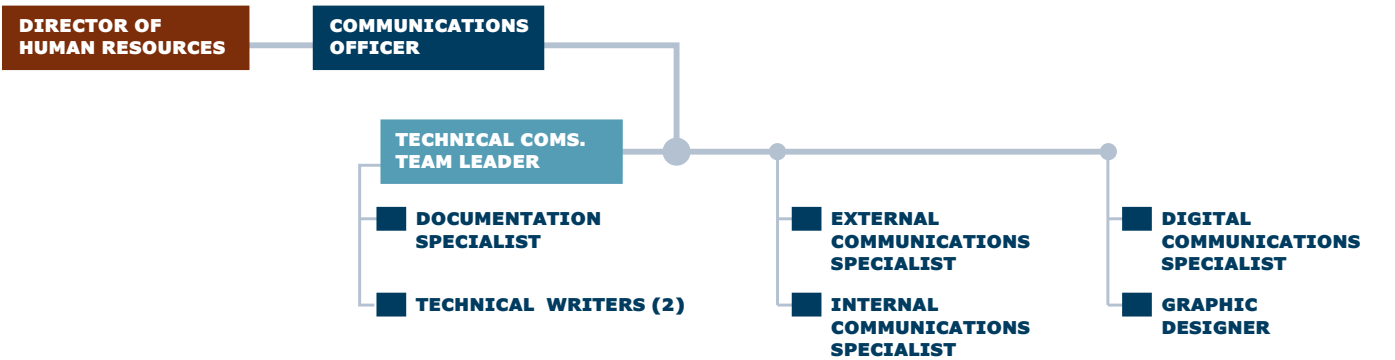 DIRECTOR OF
HUMAN RESOURCES
COMMUNICATIONS
OFFICER
TECHNICAL COMS.
TEAM LEADER
DOCUMENTATION
SPECIALIST
TECHNICAL WRITERS (2)
EXTERNAL
COMMUNICATIONS
SPECIALIST
INTERNAL
COMMUNICATIONS
SPECIALIST
DIGITAL
COMMUNICATIONS
SPECIALIST
GRAPHIC
DESIGNER